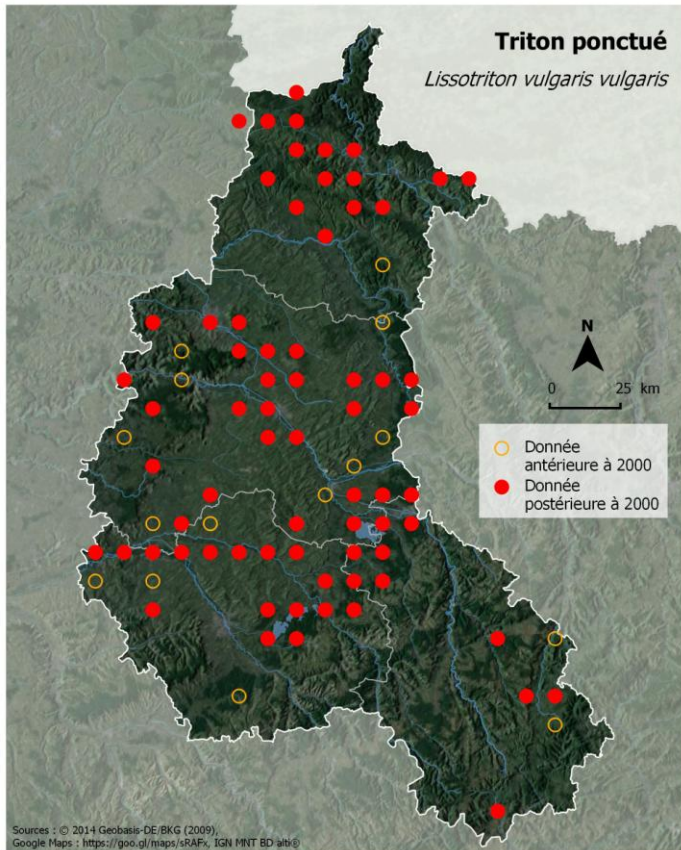 Triton ponctué
Lissotriton vulgaris vulgaris
N
0 25 km
Donnée
antérieure à 2000
Donnée
postérieure à 2000
Sources : © 2014 Geobasis-DE/BKG (2009),
Google Maps : https://goo.gl/maps/sRAFx, IGN MNT BD alti®